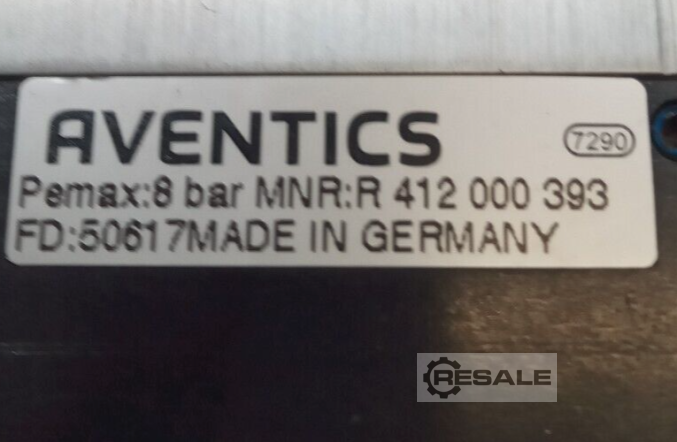 AVENTICS 7290
Pemax:8 bar MNR:R 412 000 393
FD:50617MADE IN GERMANY
RESALE